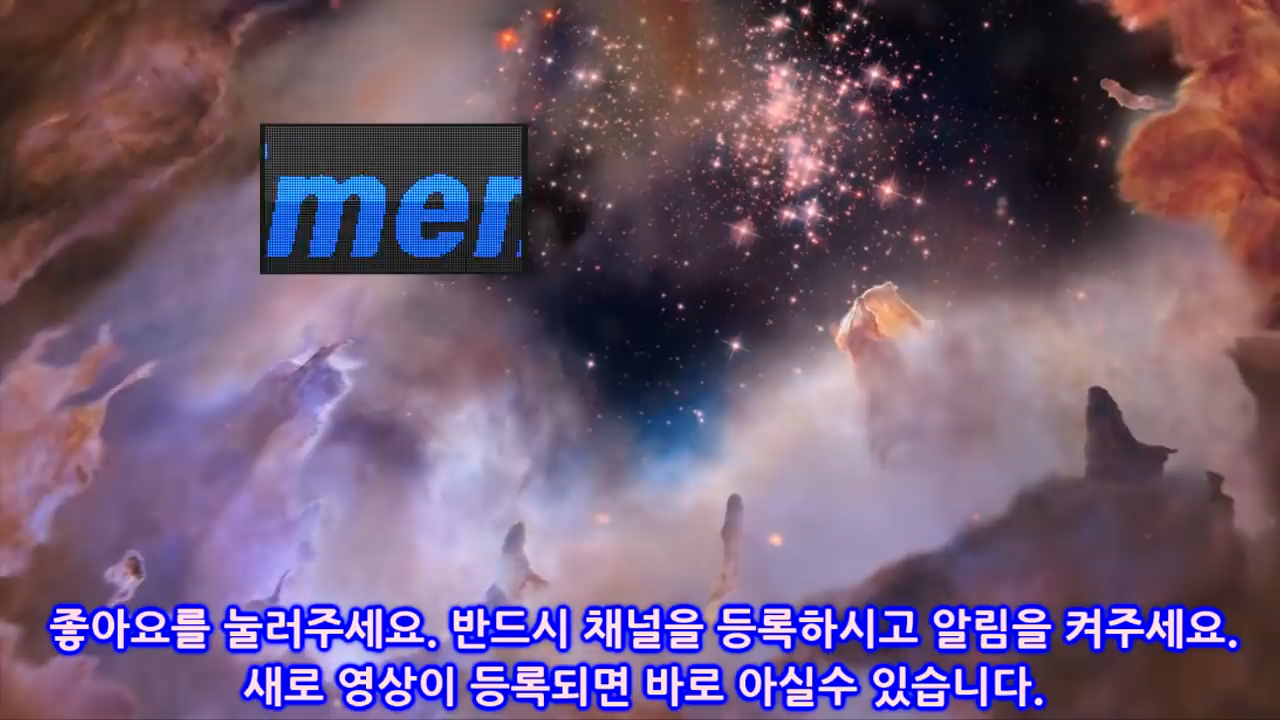 mer
좋아요를 눌러주세요. 반드시 채널을 등록하시고 알림을 켜주세요.
새로 영상이 등록되면 바로 아실수 있습니다.